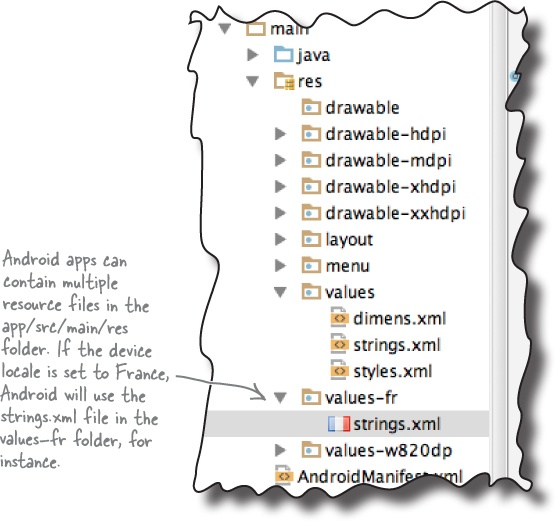 main
java
res
drawable
drawable-hdpi
drawable-mdpi
drawable-xhdpi
drawable-xxhdpi
layout
menu
values
dimens.xml
strings.xml
styles.xml
values-fr
strings.xml
values-w820dp
AndroidManifest.xml
Android apps can
contain multiple
resource files in the
app/src/main/res
folder. If the device
locale is set to France,
Android will use the
strings.xml file in the
values-fr folder, for
instance.